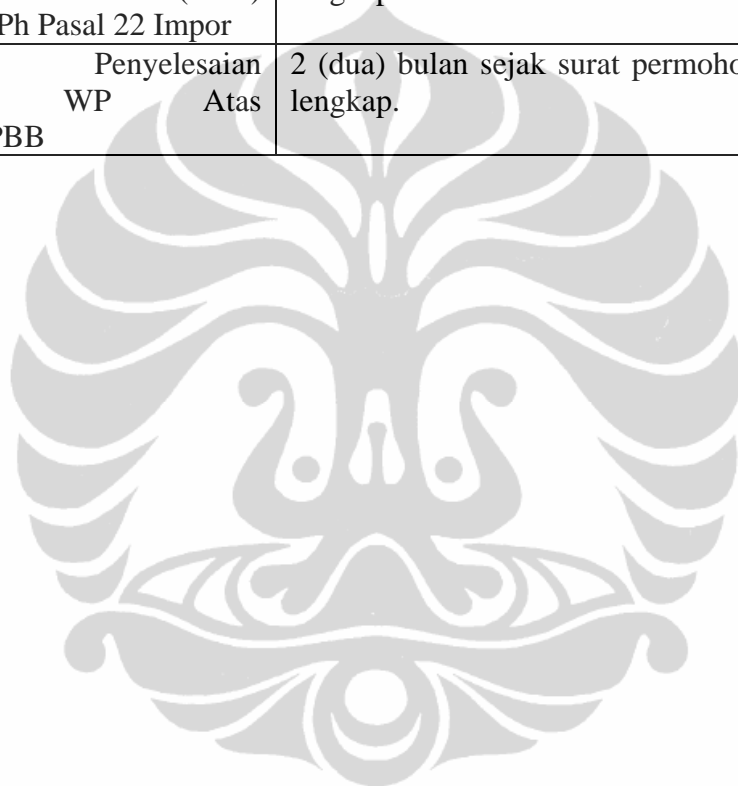 Ph Pasal 22 Impor
Penyelesaian
WP Atas
PBB
2 (dua) bulan sejak surat permoho
lengkap.